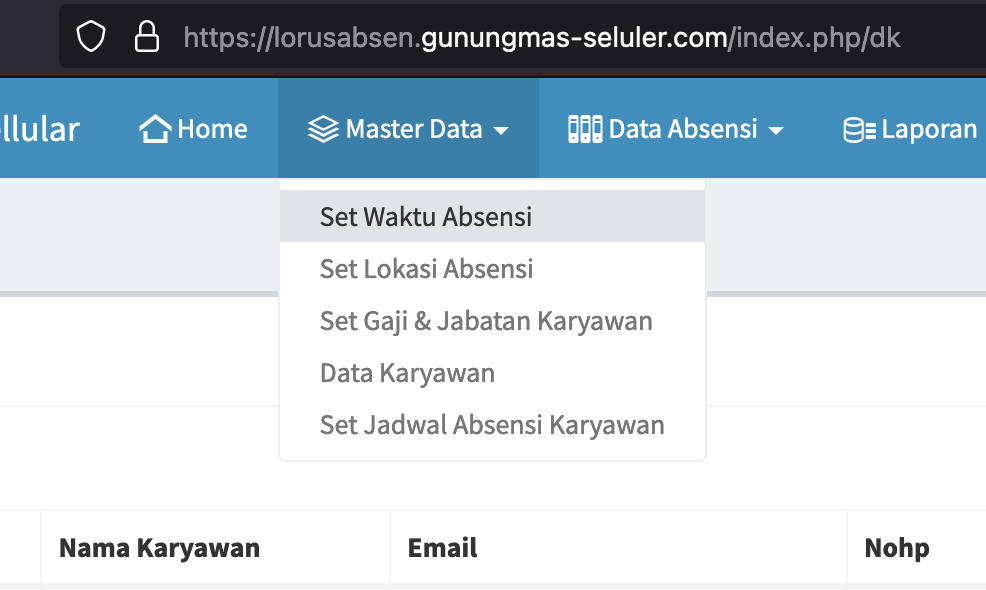 https://lorusabsen.gunungmas-seluler.com/index.php/dk
llular Home Master Data Data Absensi Laporan
Set Waktu Absensi
Set Lokasi Absensi
Set Gaji & Jabatan Karyawan
Data Karyawan
Set Jadwal Absensi Karyawan
Nama Karyawan Email Nohp